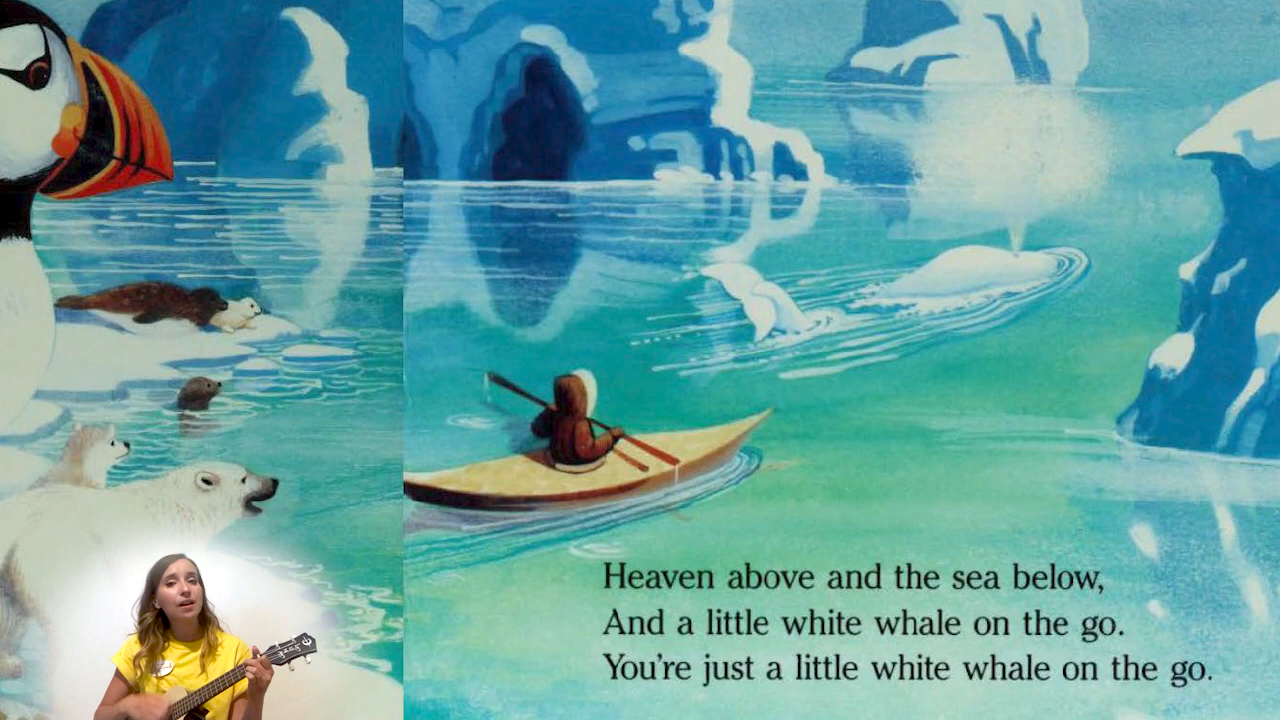 Heaven above and the sea below,
And a little white whale on the go.
You're just a little white whale on the go.